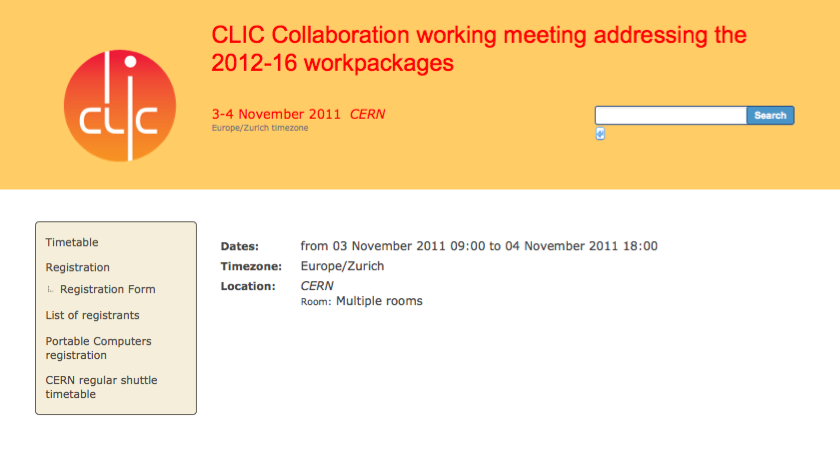 CLIC Collaboration working meeting addressing the
2012-16 workpackages
clic
3-4 November 2011 CERN
Europe/Zurich timezone
Search
Timetable
Registration
Registration Form
List of registrants
Portable Computers
registration
CERN regular shuttle
timetable
Dates: from 03 November 2011 09:00 to 04 November 2011 18:00
Timezone: Europe/Zurich
Location: CERN
Room: Multiple rooms